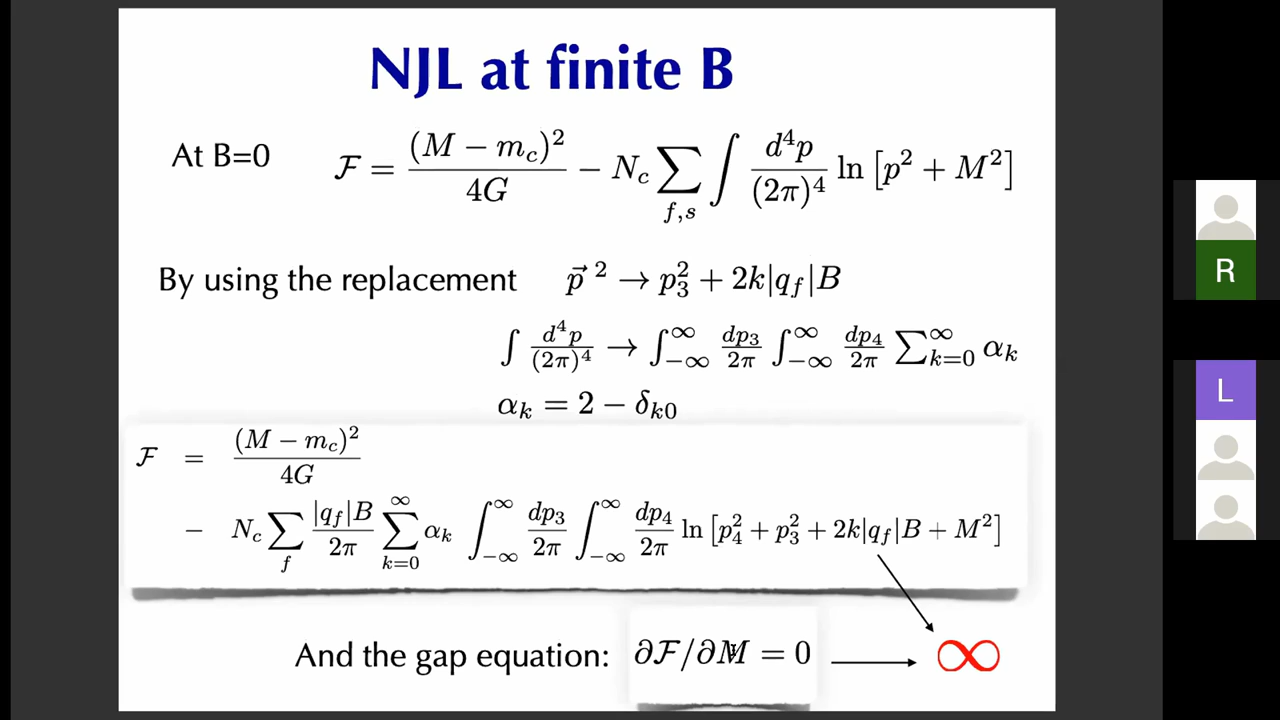 NJL at finite B
At B=0 ℱ = (M − m_c)² / 4G − N_c ∑_{f,s} ∫ d⁴p/(2π)⁴ ln [p² + M²]
By using the replacement p⃗ ² → p₃² + 2k|q_f|B
∫ d⁴p/(2π)⁴ → ∫_{−∞}^{∞} dp₃/2π ∫_{−∞}^{∞} dp₄/2π ∑_{k=0}^{∞} α_k
α_k = 2 − δ_{k0}
ℱ = (M − m_c)² / 4G
− N_c ∑_f |q_f|B/2π ∑_{k=0}^{∞} α_k ∫_{−∞}^{∞} dp₃/2π ∫_{−∞}^{∞} dp₄/2π ln [p₄² + p₃² + 2k|q_f|B + M²]
And the gap equation: ∂ℱ/∂M = 0 ∞
R
L